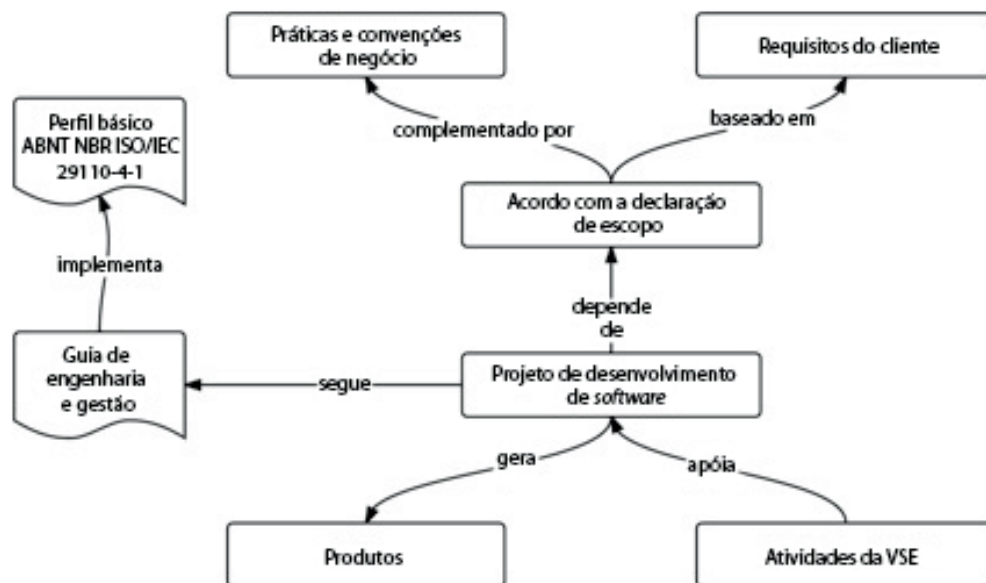 Práticas e convenções
de negócio
Requisitos do cliente
Perfil básico
ABNT NBR ISO/IEC
29110-4-1
complementado por
baseado em
Acordo com a declaração
de escopo
implementa
depende
de
Guia de
engenharia
e gestão
segue
Projeto de desenvolvimento
de software
gera
apóia
Produtos
Atividades da VSE